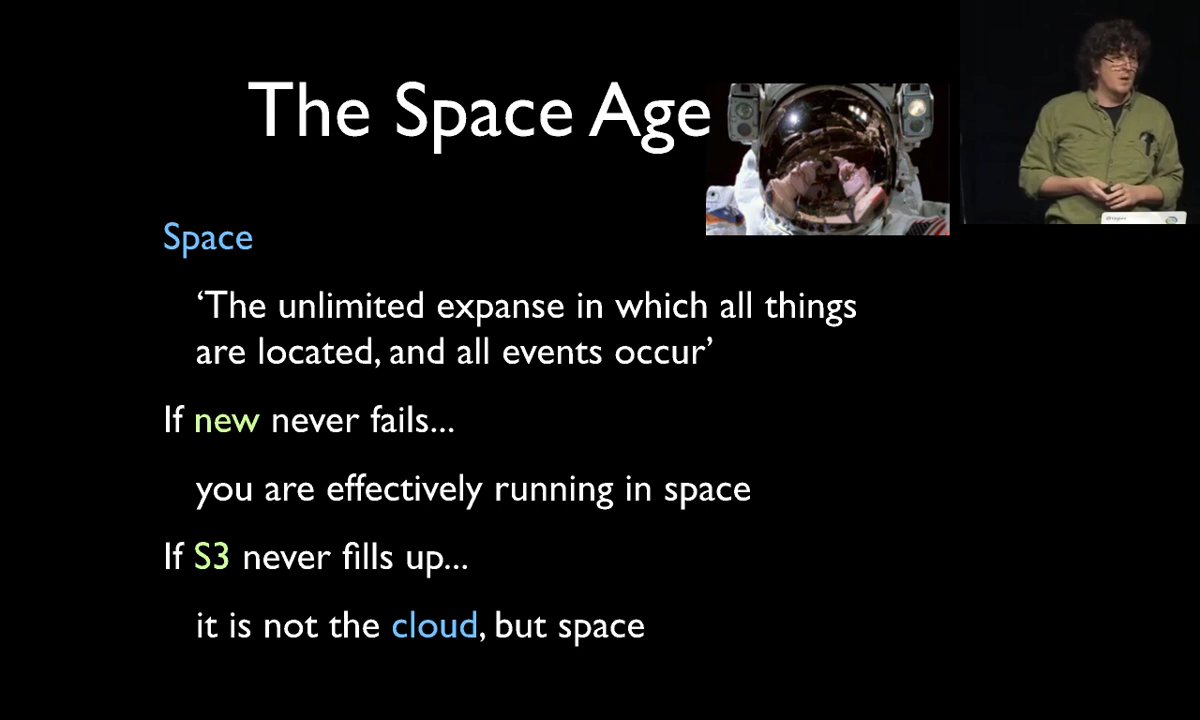 The Space Age
Space
‘The unlimited expanse in which all things
are located, and all events occur’
If new never fails...
you are effectively running in space
If S3 never fills up...
it is not the cloud, but space